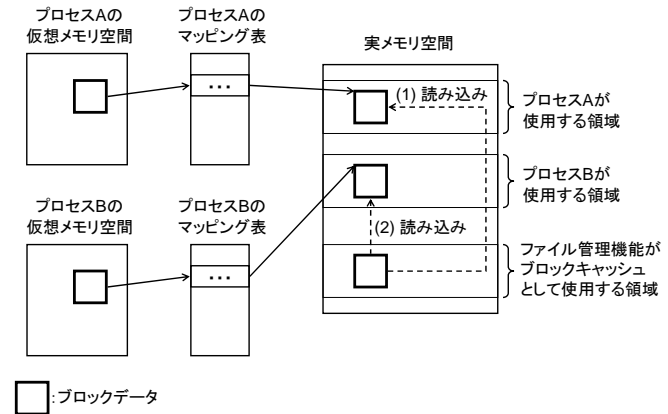 プロセスAの
仮想メモリ空間
プロセスAの
マッピング表
実メモリ空間
…
(1) 読み込み
プロセスAが
使用する領域
プロセスBが
使用する領域
プロセスBの
仮想メモリ空間
プロセスBの
マッピング表
(2) 読み込み
…
ファイル管理機能が
ブロックキャッシュ
として使用する領域
:ブロックデータ